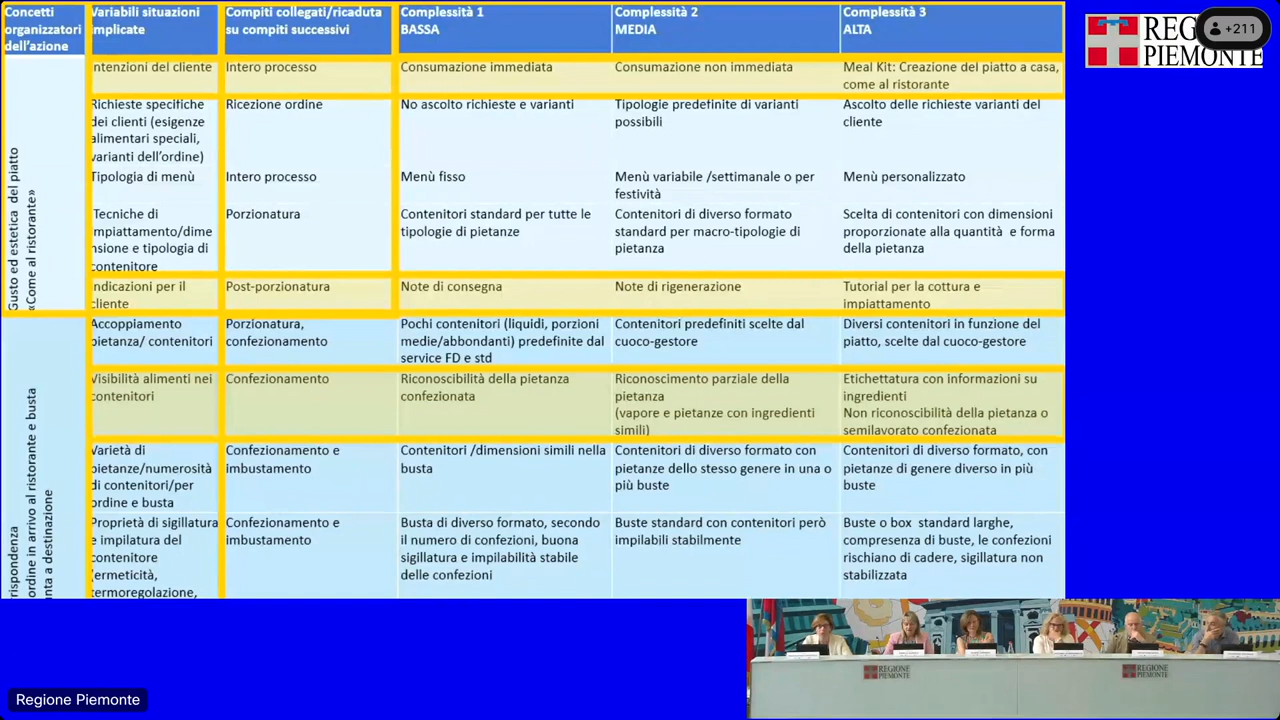 Concetti
organizzatori
dell'azione
Variabili situazioni
implicate
Compiti collegati/ricaduta
su compiti successivi
Complessità 1
BASSA
Complessità 2
MEDIA
Complessità 3
ALTA
Gusto ed estetica del piatto
«Come al ristorante»
Intenzioni del cliente
Intero processo
Consumazione immediata
Consumazione non immediata
Meal Kit: Creazione del piatto a casa,
come al ristorante
Richieste specifiche
dei clienti (esigenze
alimentari speciali,
varianti dell'ordine)
Ricezione ordine
No ascolto richieste e varianti
Tipologie predefinite di varianti
possibili
Ascolto delle richieste varianti del
cliente
Tipologia di menù
Intero processo
Menù fisso
Menù variabile /settimanale o per
festività
Menù personalizzato
Tecniche di
impiattamento/dime
nsione e tipologia di
contenitore
Porzionatura
Contenitori standard per tutte le
tipologie di pietanze
Contenitori di diverso formato
standard per macro-tipologie di
pietanza
Scelta di contenitori con dimensioni
proporzionate alla quantità e forma
della pietanza
Indicazioni per il
cliente
Post-porzionatura
Note di consegna
Note di rigenerazione
Tutorial per la cottura e
impiattamento
rispondenza
ordine in arrivo al ristorante e busta
nta a destinazione
Accoppiamento
pietanza/ contenitori
Porzionatura,
confezionamento
Pochi contenitori (liquidi, porzioni
medie/abbondanti) predefinite dal
service FD e std
Contenitori predefiniti scelte dal
cuoco-gestore
Diversi contenitori in funzione del
piatto, scelte dal cuoco-gestore
Visibilità alimenti nei
contenitori
Confezionamento
Riconoscibilità della pietanza
confezionata
Riconoscimento parziale della
pietanza
(vapore e pietanze con ingredienti
simili)
Etichettatura con informazioni su
ingredienti
Non riconoscibilità della pietanza o
semilavorato confezionata
Varietà di
pietanze/numerosità
di contenitori/per
ordine e busta
Confezionamento e
imbustamento
Contenitori /dimensioni simili nella
busta
Contenitori di diverso formato con
pietanze dello stesso genere in una o
più buste
Contenitori di diverso formato, con
pietanze di genere diverso in più
buste
Proprietà di sigillatura
e impilatura del
contenitore
(ermeticità,
termoregolazione,
Confezionamento e
imbustamento
Busta di diverso formato, secondo
il numero di confezioni, buona
sigillatura e impilabilità stabile
delle confezioni
Buste standard con contenitori però
impilabili stabilmente
Buste o box standard larghe,
compresenza di buste, le confezioni
rischiano di cadere, sigillatura non
stabilizzata
REGIONE
PIEMONTE
+211
REGIONE
PIEMONTE
REGIONE
PIEMONTE
Regione Piemonte